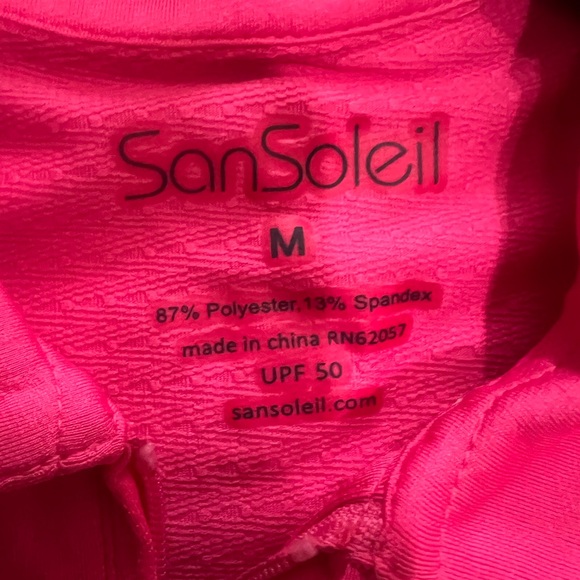 SanSoleil
M
87% Polyester, 13% Spandex
made in china RN62057
UPF 50
sansoleil.com